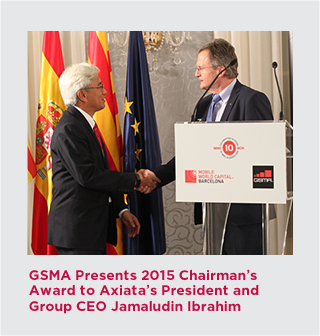 10
MOBILE
WORLD CAPITAL
BARCELONA
GSMA
GSMA Presents 2015 Chairman's
Award to Axiata's President and
Group CEO Jamaludin Ibrahim